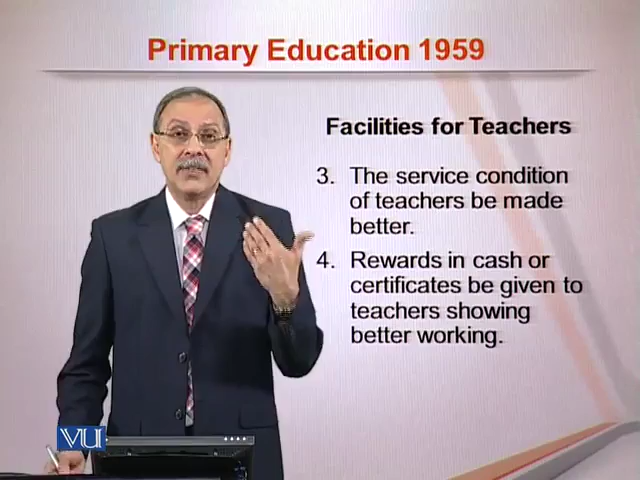 Primary Education 1959
Facilities for Teachers
3. The service condition
of teachers be made
better.
4. Rewards in cash or
certificates be given to
teachers showing
better working.
VU